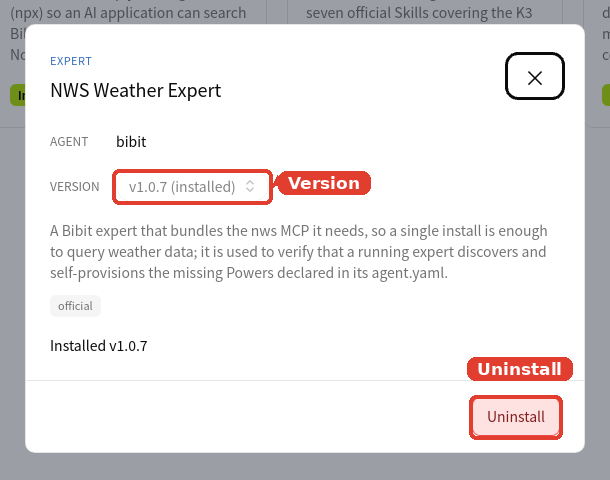 (npx) so an AI application can search
seven official Skills covering the K3
EXPERT
NWS Weather Expert
AGENT bibit
VERSION v1.0.7 (installed) Version
A Bibit expert that bundles the nws MCP it needs, so a single install is enough
to query weather data; it is used to verify that a running expert discovers and
self-provisions the missing Powers declared in its agent.yaml.
official
Installed v1.0.7
Uninstall
Uninstall